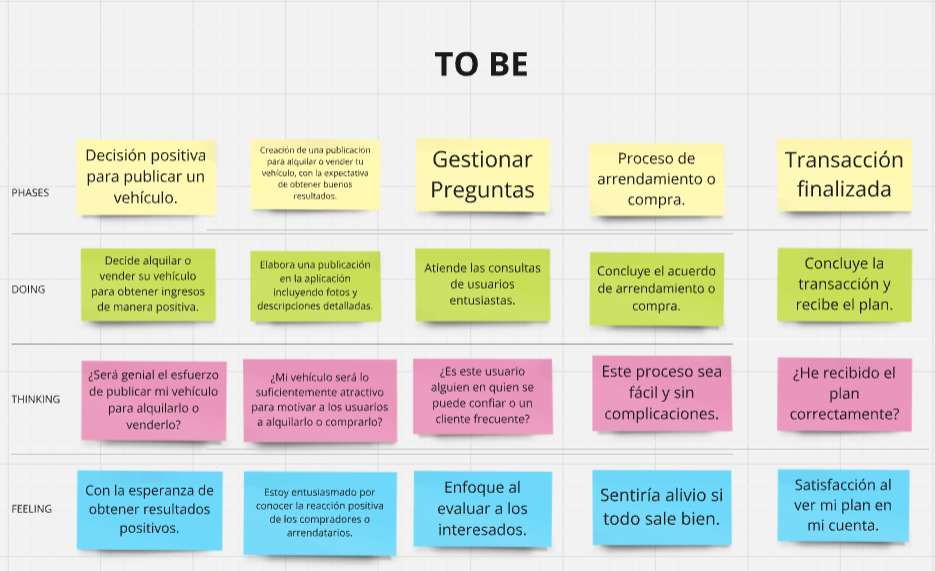 TO BE
PHASES
Decisión positiva
para publicar un
vehículo.
Creación de una publicación
para alquilar o vender tu
vehículo, con la expectativa
de obtener buenos
resultados.
Gestionar
Preguntas
Proceso de
arrendamiento o
compra.
Transacción
finalizada
DOING
Decide alquilar o
vender su vehículo
para obtener ingresos
de manera positiva.
Elabora una publicación
en la aplicación
incluyendo fotos y
descripciones detalladas.
Atiende las consultas
de usuarios
entusiastas.
Concluye el acuerdo
de arrendamiento o
compra.
Concluye la
transacción y
recibe el plan.
THINKING
¿Será genial el esfuerzo
de publicar mi vehículo
para alquilarlo o
venderlo?
¿Mi vehículo será lo
suficientemente atractivo
para motivar a los usuarios
a alquilarlo o comprarlo?
¿Es este usuario
alguien en quien se
puede confiar o un
cliente frecuente?
Este proceso sea
fácil y sin
complicaciones.
¿He recibido el
plan
correctamente?
FEELING
Con la esperanza de
obtener resultados
positivos.
Estoy entusiasmado por
conocer la reacción positiva
de los compradores o
arrendatarios.
Enfoque al
evaluar a los
interesados.
Sentiría alivio si
todo sale bien.
Satisfacción al
ver mi plan en
mi cuenta.